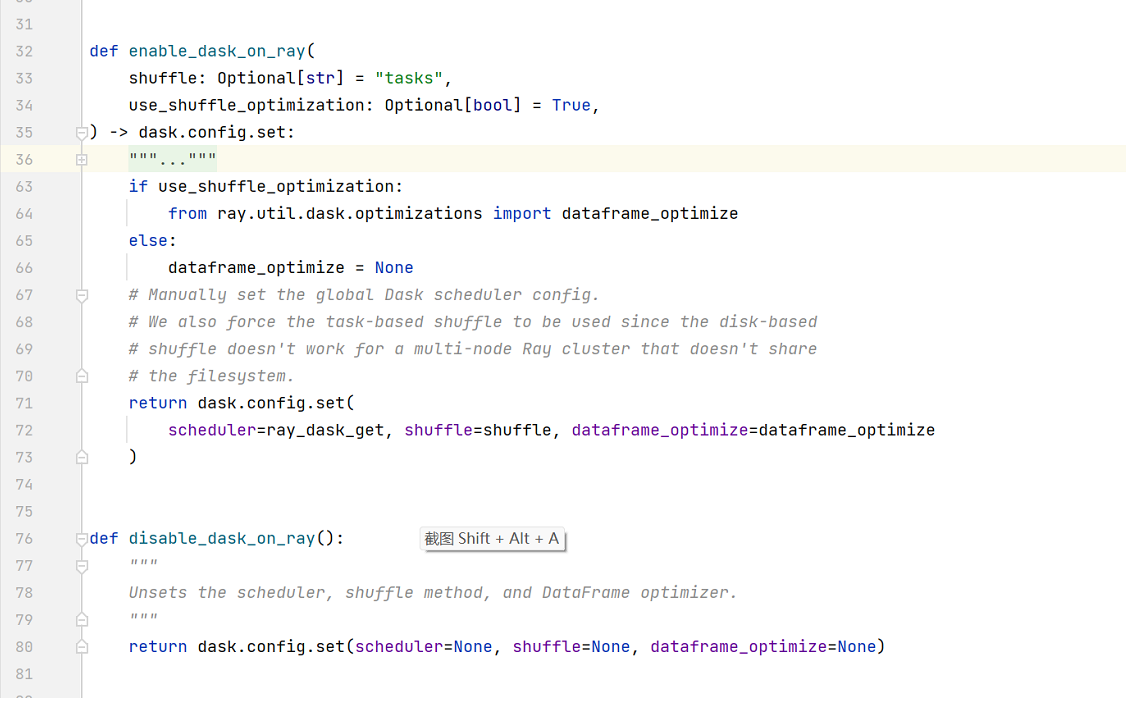 31
32 def enable_dask_on_ray(
33     shuffle: Optional[str] = "tasks",
34     use_shuffle_optimization: Optional[bool] = True,
35 ) -> dask.config.set:
36     """..."""
63     if use_shuffle_optimization:
64         from ray.util.dask.optimizations import dataframe_optimize
65     else:
66         dataframe_optimize = None
67     # Manually set the global Dask scheduler config.
68     # We also force the task-based shuffle to be used since the disk-based
69     # shuffle doesn't work for a multi-node Ray cluster that doesn't share
70     # the filesystem.
71     return dask.config.set(
72         scheduler=ray_dask_get, shuffle=shuffle, dataframe_optimize=dataframe_optimize
73     )
74
75
76 def disable_dask_on_ray(): 截图 Shift + Alt + A
77     """
78     Unsets the scheduler, shuffle method, and DataFrame optimizer.
79     """
80     return dask.config.set(scheduler=None, shuffle=None, dataframe_optimize=None)
81